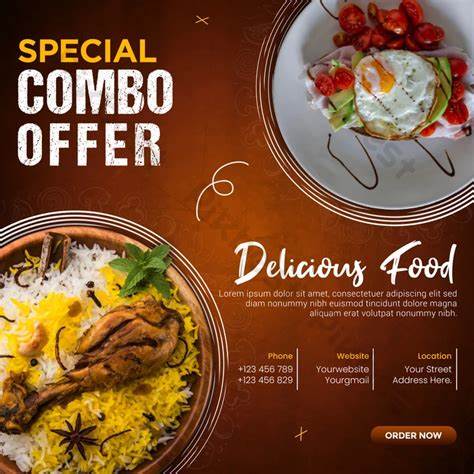 SPECIAL
COMBO
OFFER
Delicious Food
Lorem ipsum dolor sit amet, consectetuer adipiscing
elit, sed diam nonummy nibh euismod tincidunt
ut laoreet dolore magna
aliquam erat volutpat. nibh.
Phone
+123 456 789
+123 456 829
Website
Yourwebsite
Yourgmail
Location
Your Street
Address Here.
ORDER NOW